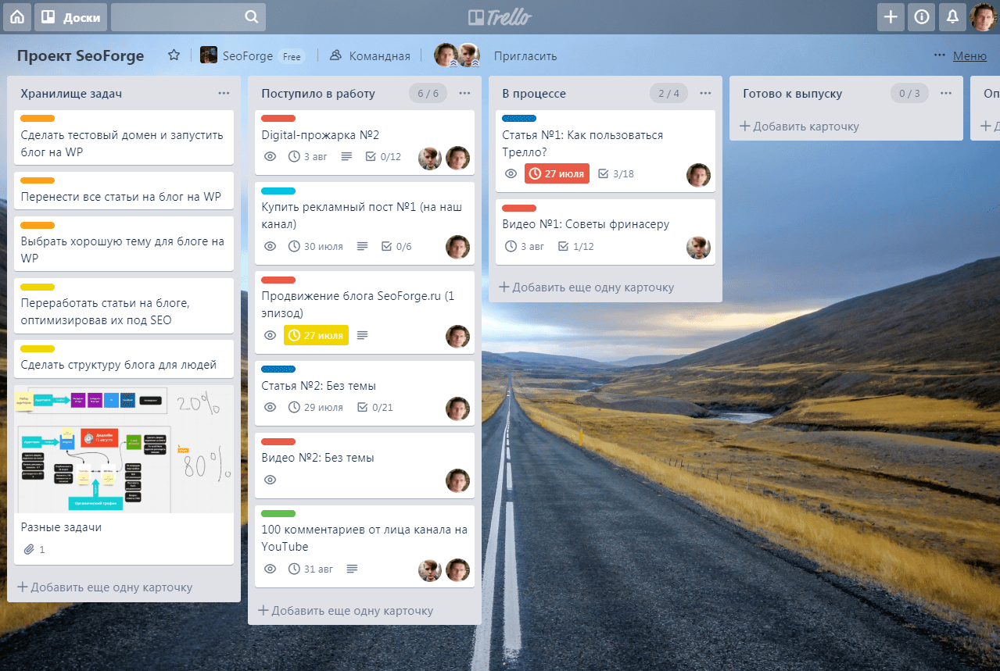 Доски
Trello
Проект SeoForge
SeoForge Free
Командная
Пригласить
Меню
Хранилище задач
Сделать тестовый домен и запустить
блог на WP
Перенести все статьи на блог на WP
Выбрать хорошую тему для блоге на
WP
Переработать статьи на блоге,
оптимизировав их под SEO
Сделать структуру блога для людей
20%
80%
Разные задачи
1
Добавить еще одну карточку
Поступило в работу 6 / 6
Digital-прожарка №2
3 авг 0/12
Купить рекламный пост №1 (на наш
канал)
30 июля 0/6
Продвижение блога SeoForge.ru (1
эпизод)
27 июля
Статья №2: Без темы
29 июля 0/21
Видео №2: Без темы
100 комментариев от лица канала на
YouTube
31 авг
Добавить еще одну карточку
В процессе 2 / 4
Статья №1: Как пользоваться
Трелло?
27 июля 3/18
Видео №1: Советы фринасеру
3 авг 1/12
Добавить еще одну карточку
Готово к выпуску 0 / 3
Добавить карточку